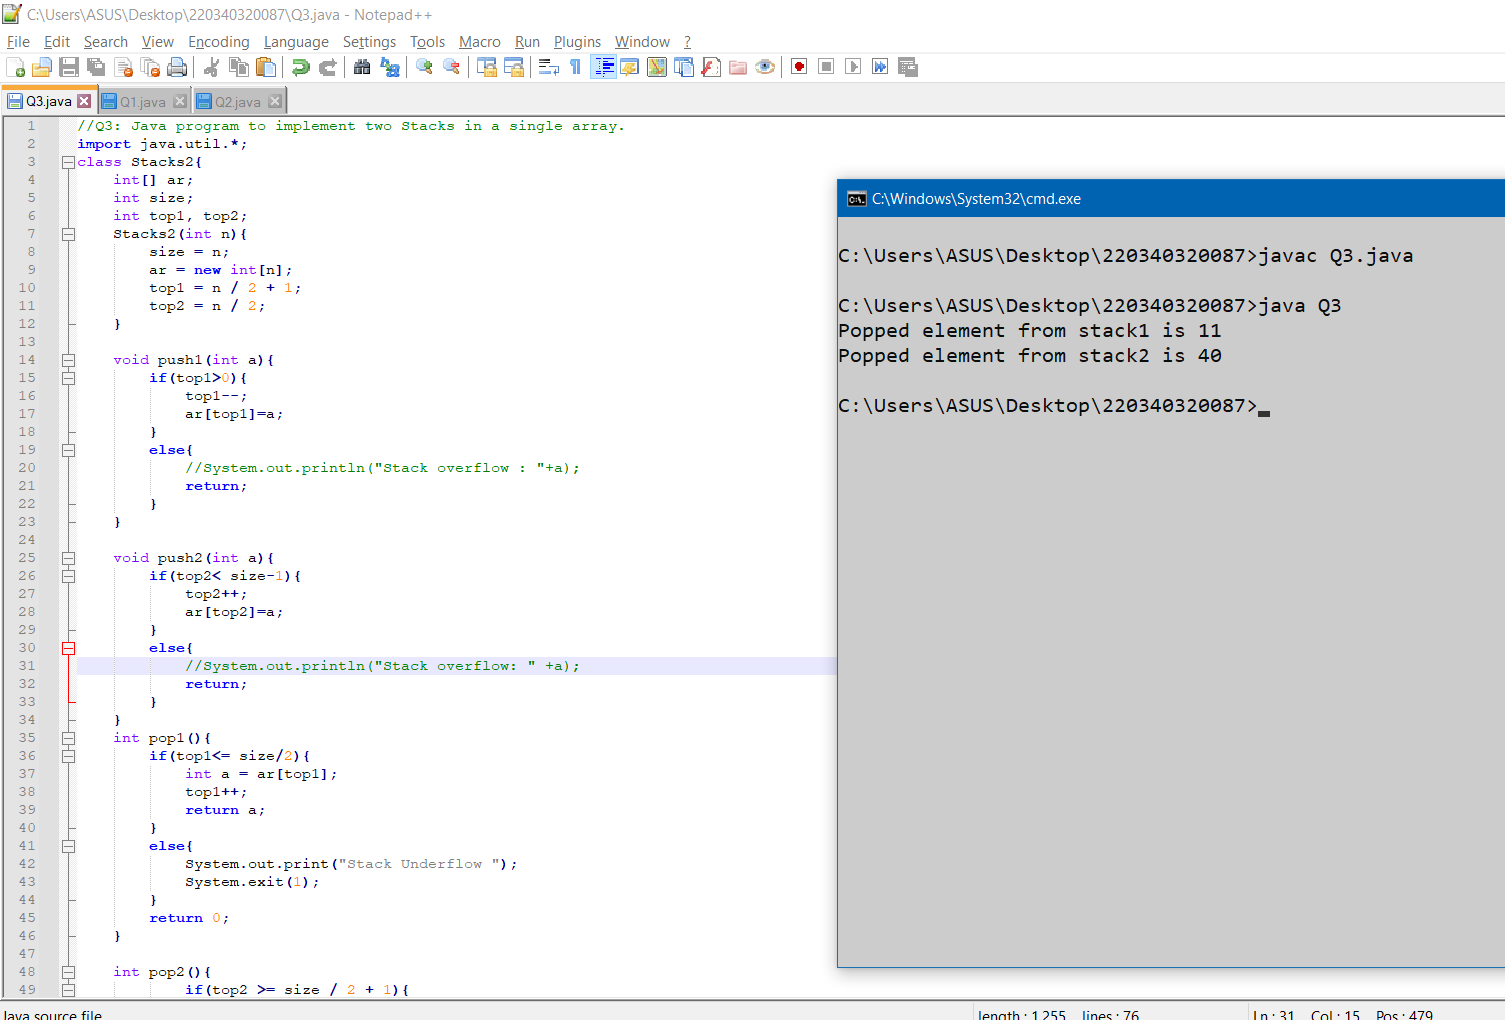 C:\Users\ASUS\Desktop\220340320087\Q3.java - Notepad++
File Edit Search View Encoding Language Settings Tools Macro Run Plugins Window ?
Q3.java Q1.java Q2.java
1 //Q3: Java program to implement two Stacks in a single array.
2 import java.util.*;
3 class Stacks2{
4 int[] ar;
5 int size;
6 int top1, top2;
7 Stacks2(int n){
8 size = n;
9 ar = new int[n];
10 top1 = n / 2 + 1;
11 top2 = n / 2;
12 }
13
14 void push1(int a){
15 if(top1>0){
16 top1--;
17 ar[top1]=a;
18 }
19 else{
20 //System.out.println("Stack overflow : "+a);
21 return;
22 }
23 }
24
25 void push2(int a){
26 if(top2< size-1){
27 top2++;
28 ar[top2]=a;
29 }
30 else{
31 //System.out.println("Stack overflow: " +a);
32 return;
33 }
34 }
35 int pop1(){
36 if(top1<= size/2){
37 int a = ar[top1];
38 top1++;
39 return a;
40 }
41 else{
42 System.out.print("Stack Underflow ");
43 System.exit(1);
44 }
45 return 0;
46 }
47
48 int pop2(){
49 if(top2 >= size / 2 + 1){
C:\Windows\System32\cmd.exe
C:\Users\ASUS\Desktop\220340320087>javac Q3.java
C:\Users\ASUS\Desktop\220340320087>java Q3
Popped element from stack1 is 11
Popped element from stack2 is 40
C:\Users\ASUS\Desktop\220340320087>
Java source file length : 1,255 lines : 76 Ln : 31 Col : 15 Pos : 479